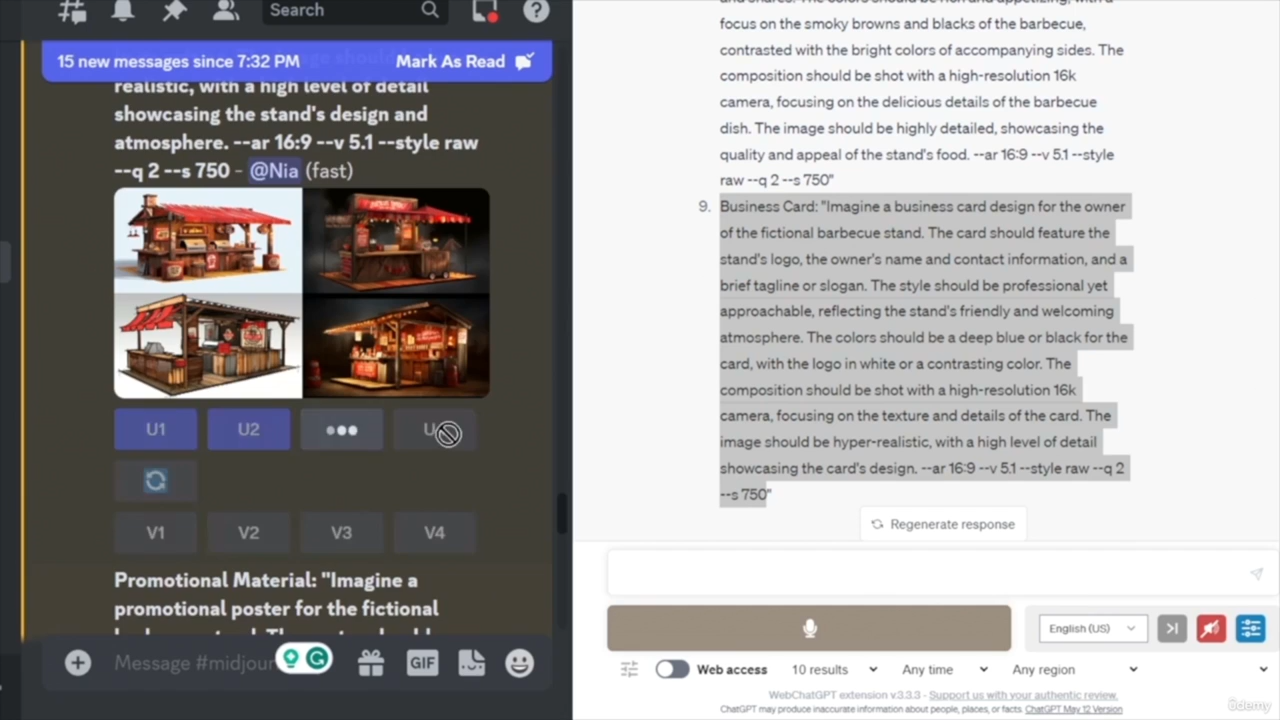 Search
15 new messages since 7:32 PM
Mark As Read
realistic, with a high level of detail
showcasing the stand's design and
atmosphere. --ar 16:9 --v 5.1 --style raw
--q 2 --s 750 - @Nia (fast)
U1
U2
U
V1
V2
V3
V4
Promotional Material: "Imagine a
promotional poster for the fictional
Message #midjour
GIF
focus on the smoky browns and blacks of the barbecue,
contrasted with the bright colors of accompanying sides. The
composition should be shot with a high-resolution 16k
camera, focusing on the delicious details of the barbecue
dish. The image should be highly detailed, showcasing the
quality and appeal of the stand's food. --ar 16:9 --v 5.1 --style
raw --q 2 --s 750"
9. Business Card: "Imagine a business card design for the owner
of the fictional barbecue stand. The card should feature the
stand's logo, the owner's name and contact information, and a
brief tagline or slogan. The style should be professional yet
approachable, reflecting the stand's friendly and welcoming
atmosphere. The colors should be a deep blue or black for the
card, with the logo in white or a contrasting color. The
composition should be shot with a high-resolution 16k
camera, focusing on the texture and details of the card. The
image should be hyper-realistic, with a high level of detail
showcasing the card's design. --ar 16:9 --v 5.1 --style raw --q 2
--s 750"
Regenerate response
English (US)
Web access
10 results
Any time
Any region
WebChatGPT extension v.3.3.3 - Support us with your authentic review.
ChatGPT may produce inaccurate information about people, places, or facts. ChatGPT May 12 Version
ûdemy